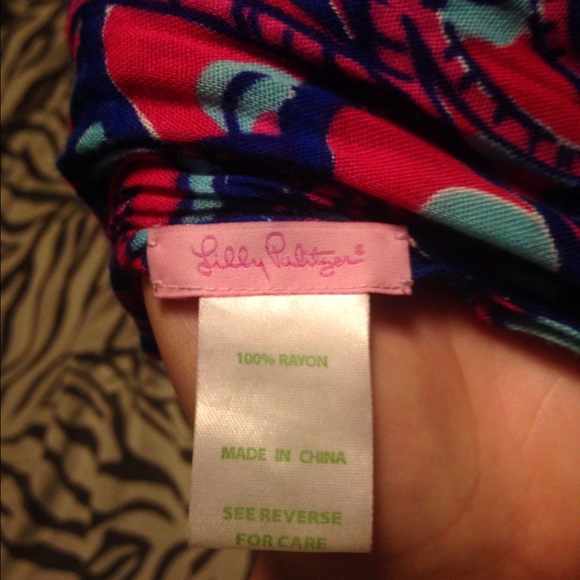 Lilly Pulitzer®
100% RAYON
MADE IN CHINA
SEE REVERSE
FOR CARE